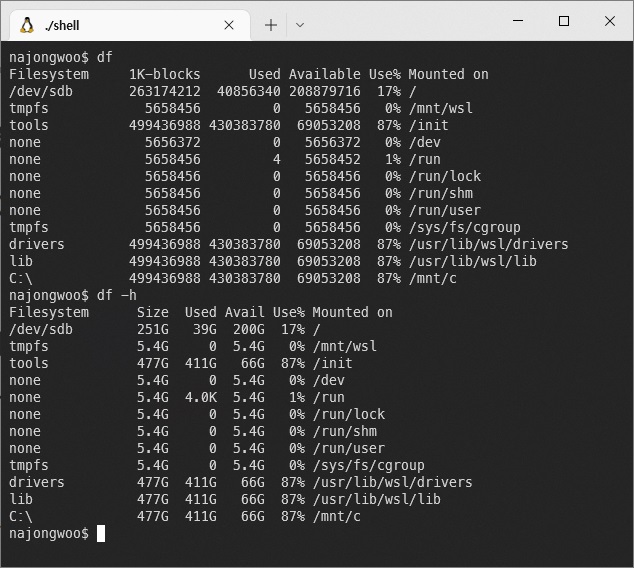 ./shell
najongwoo$ df
Filesystem     1K-blocks      Used Available Use% Mounted on
/dev/sdb       263174212  40856340 208879716  17% /
tmpfs            5658456         0   5658456   0% /mnt/wsl
tools          499436988 430383780  69053208  87% /init
none             5656372         0   5656372   0% /dev
none             5658456         4   5658452   1% /run
none             5658456         0   5658456   0% /run/lock
none             5658456         0   5658456   0% /run/shm
none             5658456         0   5658456   0% /run/user
tmpfs            5658456         0   5658456   0% /sys/fs/cgroup
drivers        499436988 430383780  69053208  87% /usr/lib/wsl/drivers
lib            499436988 430383780  69053208  87% /usr/lib/wsl/lib
C:\            499436988 430383780  69053208  87% /mnt/c
najongwoo$ df -h
Filesystem      Size  Used Avail Use% Mounted on
/dev/sdb        251G   39G  200G  17% /
tmpfs           5.4G     0  5.4G   0% /mnt/wsl
tools           477G  411G   66G  87% /init
none            5.4G     0  5.4G   0% /dev
none            5.4G  4.0K  5.4G   1% /run
none            5.4G     0  5.4G   0% /run/lock
none            5.4G     0  5.4G   0% /run/shm
none            5.4G     0  5.4G   0% /run/user
tmpfs           5.4G     0  5.4G   0% /sys/fs/cgroup
drivers         477G  411G   66G  87% /usr/lib/wsl/drivers
lib             477G  411G   66G  87% /usr/lib/wsl/lib
C:\             477G  411G   66G  87% /mnt/c
najongwoo$